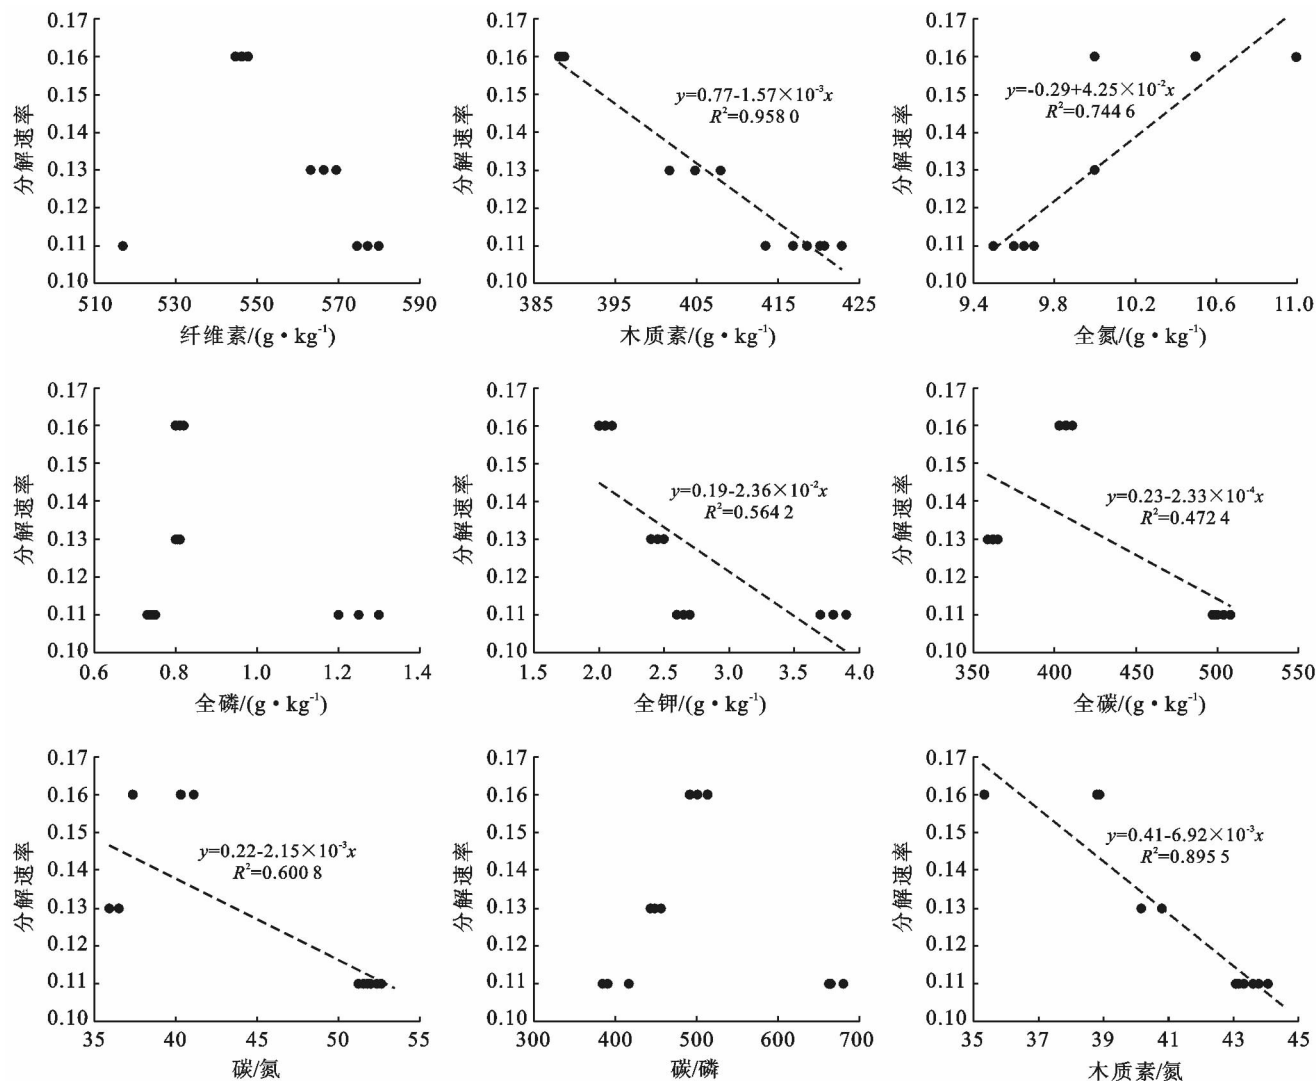 0.17
0.16
0.15
0.14
0.13
0.12
0.11
0.10
分解速率
510 530 550 570 590
纤维素/(g·kg⁻¹)
0.17
0.16
0.15
0.14
0.13
0.12
0.11
0.10
分解速率
y=0.77-1.57×10⁻³x
R²=0.958 0
385 395 405 415 425
木质素/(g·kg⁻¹)
0.17
0.16
0.15
0.14
0.13
0.12
0.11
0.10
分解速率
y=-0.29+4.25×10⁻²x
R²=0.744 6
9.4 9.8 10.2 10.6 11.0
全氮/(g·kg⁻¹)
0.17
0.16
0.15
0.14
0.13
0.12
0.11
0.10
分解速率
0.6 0.8 1.0 1.2 1.4
全磷/(g·kg⁻¹)
0.17
0.16
0.15
0.14
0.13
0.12
0.11
0.10
分解速率
y=0.19-2.36×10⁻²x
R²=0.564 2
1.5 2.0 2.5 3.0 3.5 4.0
全钾/(g·kg⁻¹)
0.17
0.16
0.15
0.14
0.13
0.12
0.11
0.10
分解速率
y=0.23-2.33×10⁻⁴x
R²=0.472 4
350 400 450 500 550
全碳/(g·kg⁻¹)
0.17
0.16
0.15
0.14
0.13
0.12
0.11
0.10
分解速率
y=0.22-2.15×10⁻³x
R²=0.600 8
35 40 45 50 55
碳/氮
0.17
0.16
0.15
0.14
0.13
0.12
0.11
0.10
分解速率
300 400 500 600 700
碳/磷
0.17
0.16
0.15
0.14
0.13
0.12
0.11
0.10
分解速率
y=0.41-6.92×10⁻³x
R²=0.895 5
35 37 39 41 43 45
木质素/氮